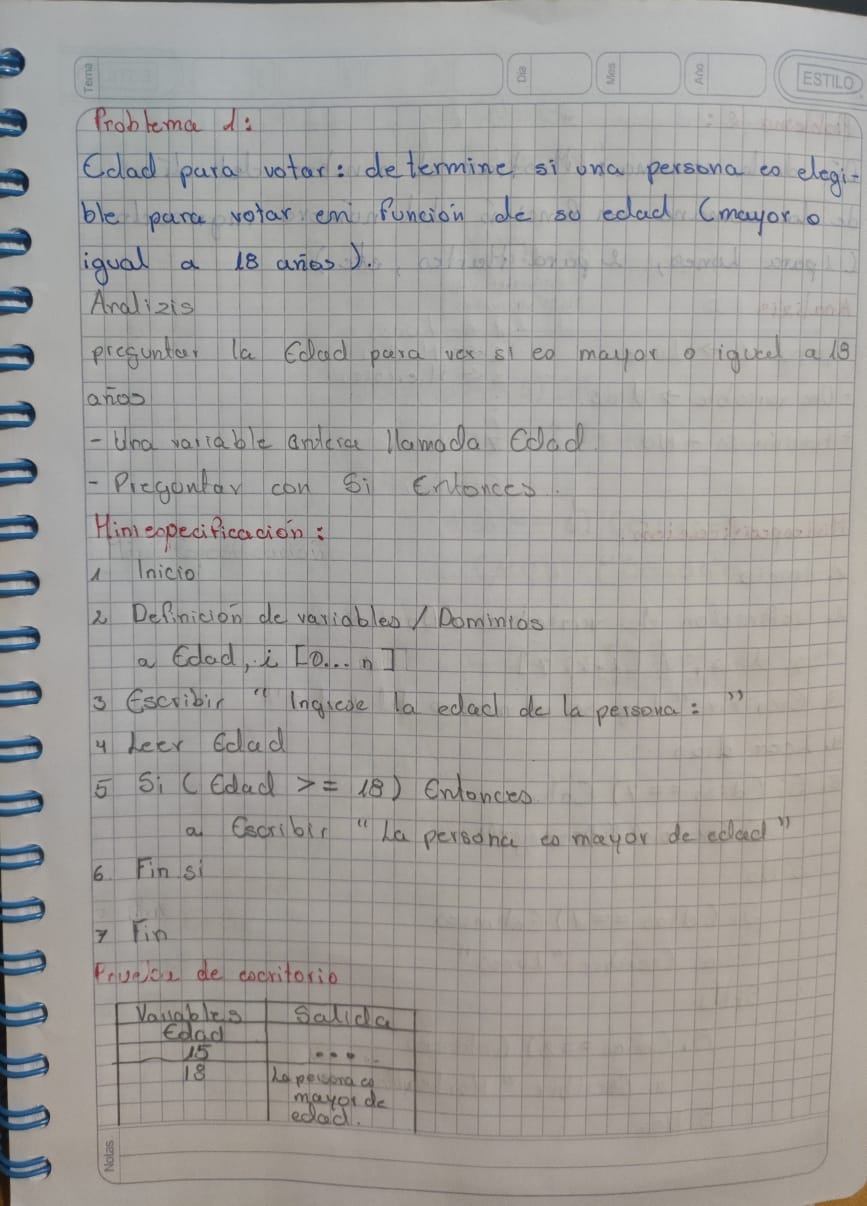 Tema
Dia
Mes
Año
ESTILO
Problema 1:
Edad para votar: determine si una persona es elegi-
ble para votar en función de su edad (mayor o
igual a 18 años).
Analizis
preguntar la Edad para ver si es mayor o igual a 18
años
- Una variable entera llamada Edad
- Preguntar con Si Entonces.
Miniespecificación:
1 Inicio
2 Definición de variables / Dominios
a Edad, i [0...n]
3 Escribir " Ingrese la edad de la persona: "
4 Leer Edad
5 Si (Edad >= 18) Entonces
a Escribir "La persona es mayor de edad"
6 Fin si
7 Fin
Prueba de escritorio
Variables Salida
Edad
15 ...
18 La persona es
mayor de
edad.
Notas